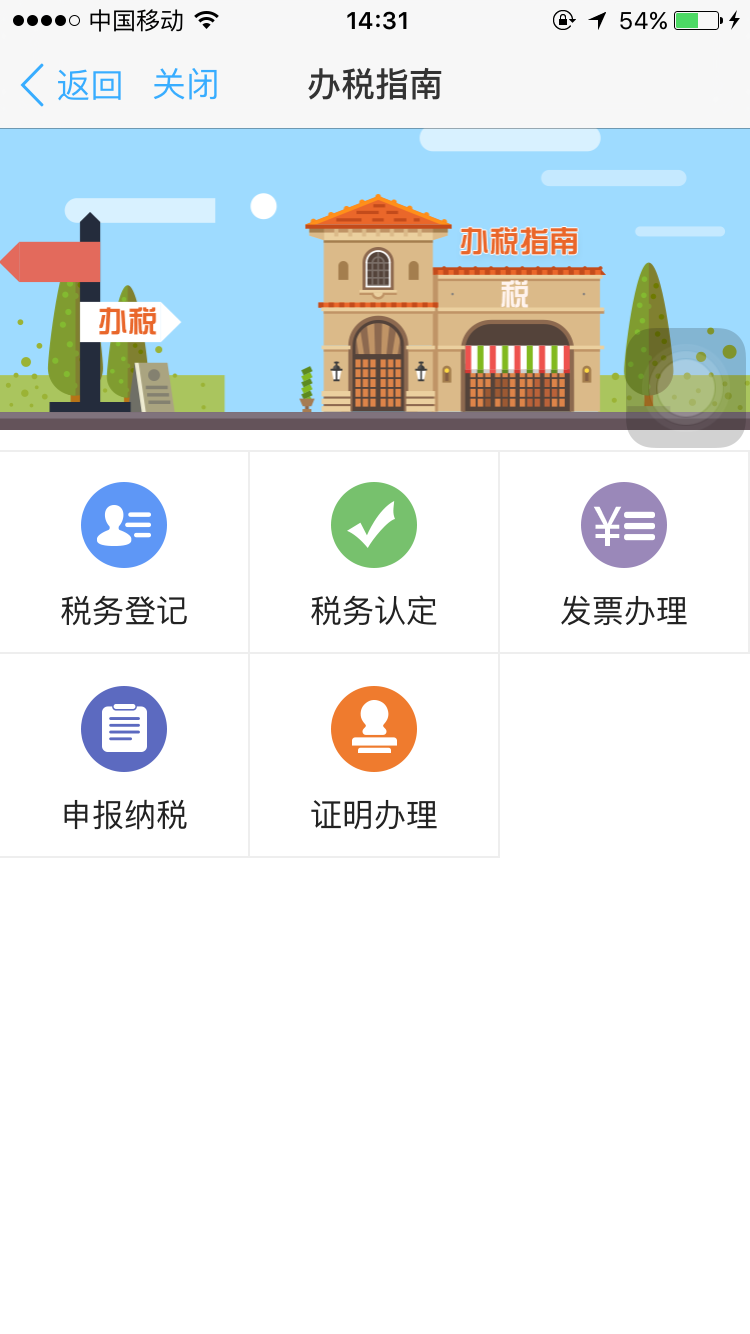 中国移动 14:31 54%
返回 关闭 办税指南
办税指南
税
办税
税务登记 税务认定 发票办理
申报纳税 证明办理